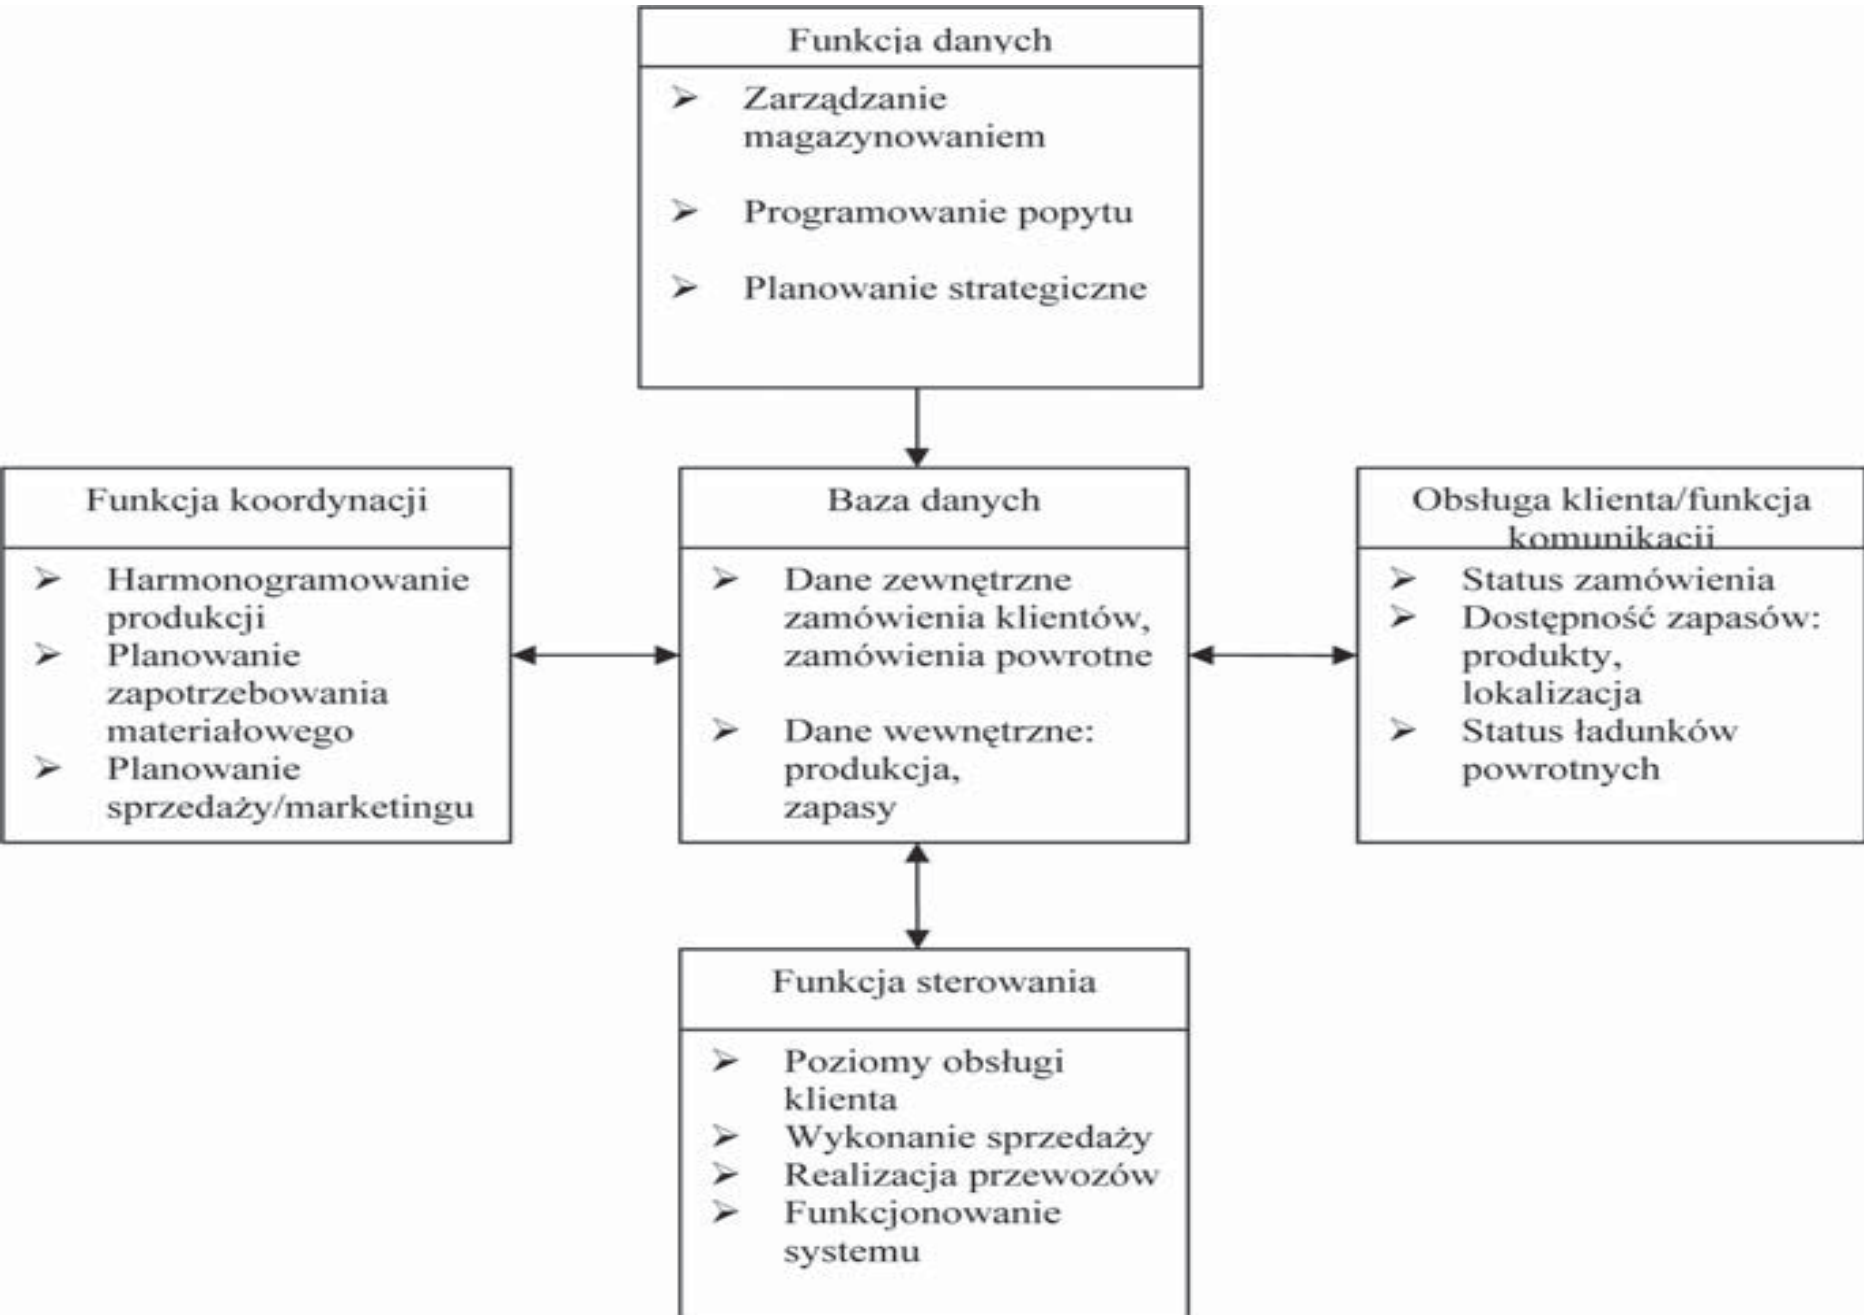 Funkcja danych
➢ Zarządzanie
magazynowaniem
➢ Programowanie popytu
➢ Planowanie strategiczne
Funkcja koordynacji
➢ Harmonogramowanie
produkcji
➢ Planowanie
zapotrzebowania
materiałowego
➢ Planowanie
sprzedaży/marketingu
Baza danych
➢ Dane zewnętrzne
zamówienia klientów,
zamówienia powrotne
➢ Dane wewnętrzne:
produkcja,
zapasy
Obsługa klienta/funkcja
komunikacji
➢ Status zamówienia
➢ Dostępność zapasów:
produkty,
lokalizacja
➢ Status ładunków
powrotnych
Funkcja sterowania
➢ Poziomy obsługi
klienta
➢ Wykonanie sprzedaży
➢ Realizacja przewozów
➢ Funkcjonowanie
systemu